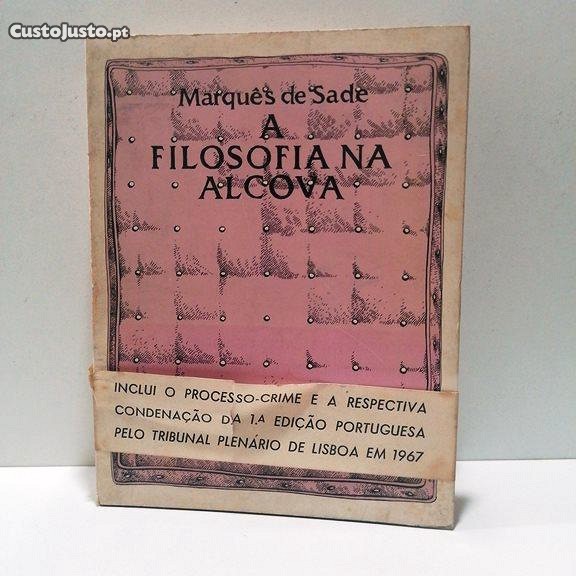 CustoJusto.pt
Marquês de Sade
A
FILOSOFIA NA
ALCOVA
INCLUI O PROCESSO-CRIME E A RESPECTIVA
CONDENAÇÃO DA 1.A EDIÇÃO PORTUGUESA
PELO TRIBUNAL PLENÁRIO DE LISBOA EM 1967